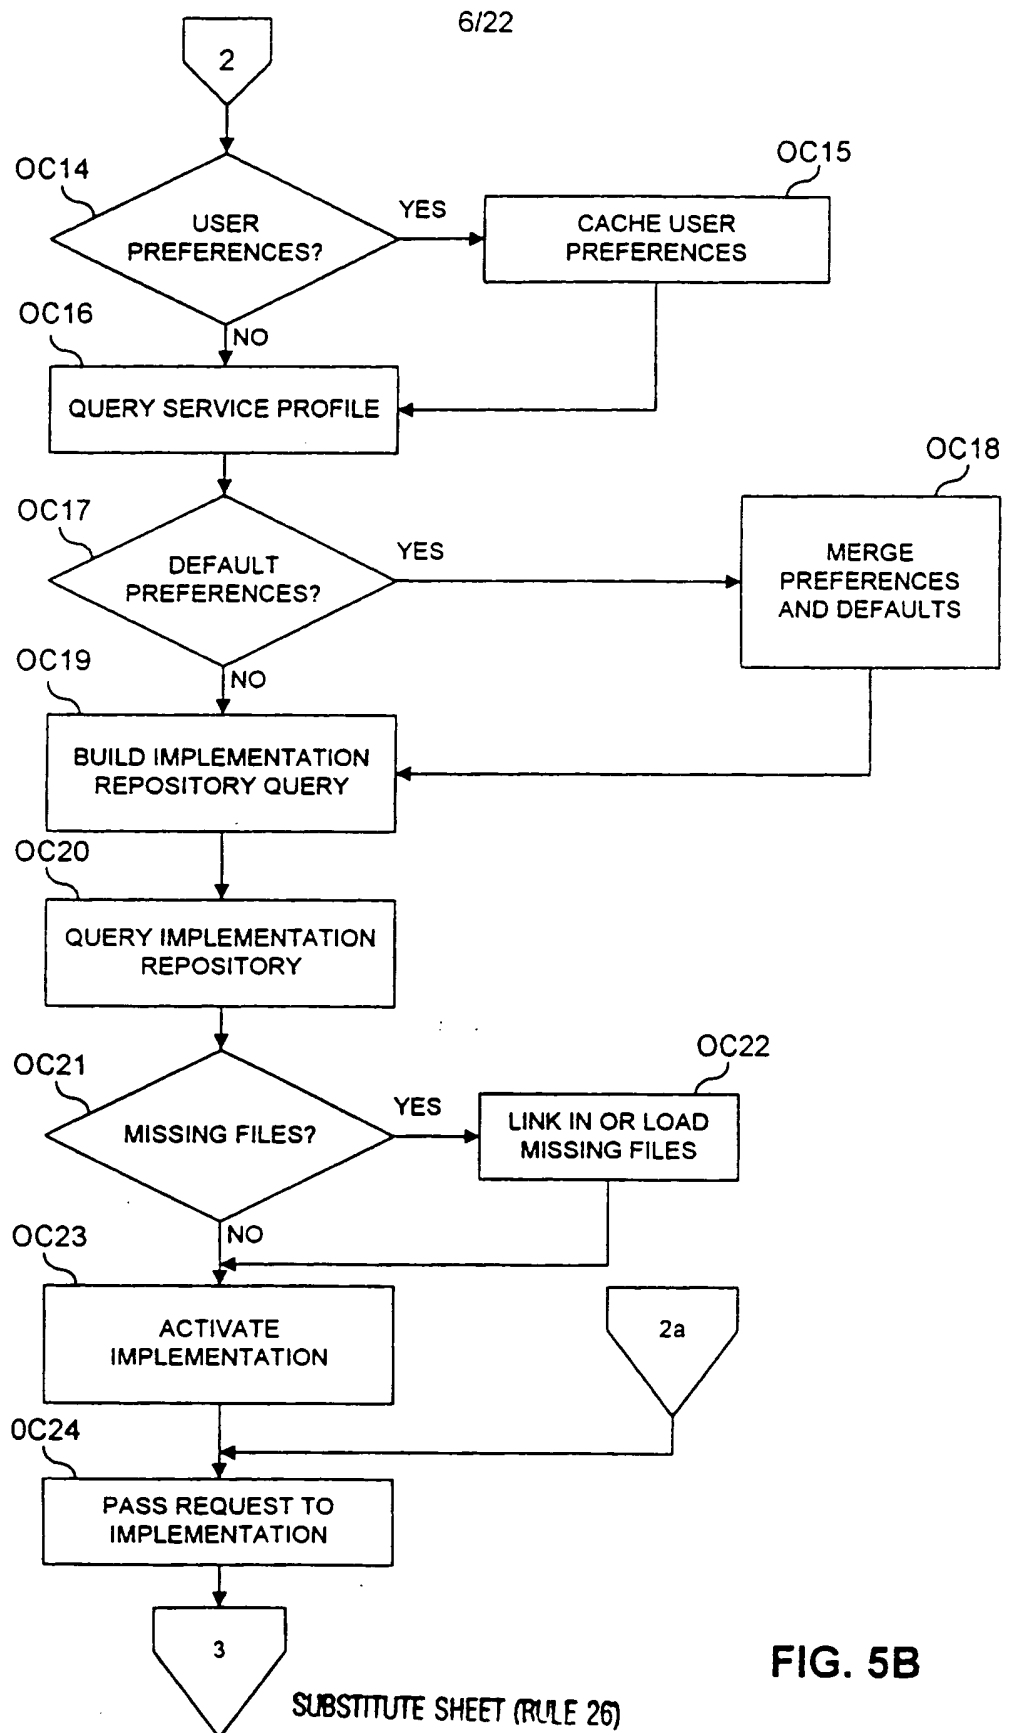 6/22
2
OC14
USER
PREFERENCES?
YES
OC15
CACHE USER
PREFERENCES
NO
OC16
QUERY SERVICE PROFILE
OC17
DEFAULT
PREFERENCES?
YES
OC18
MERGE
PREFERENCES
AND DEFAULTS
NO
OC19
BUILD IMPLEMENTATION
REPOSITORY QUERY
OC20
QUERY IMPLEMENTATION
REPOSITORY
OC21
MISSING FILES?
YES
OC22
LINK IN OR LOAD
MISSING FILES
NO
OC23
ACTIVATE
IMPLEMENTATION
2a
0C24
PASS REQUEST TO
IMPLEMENTATION
3
FIG. 5B
SUBSTITUTE SHEET (RULE 26)